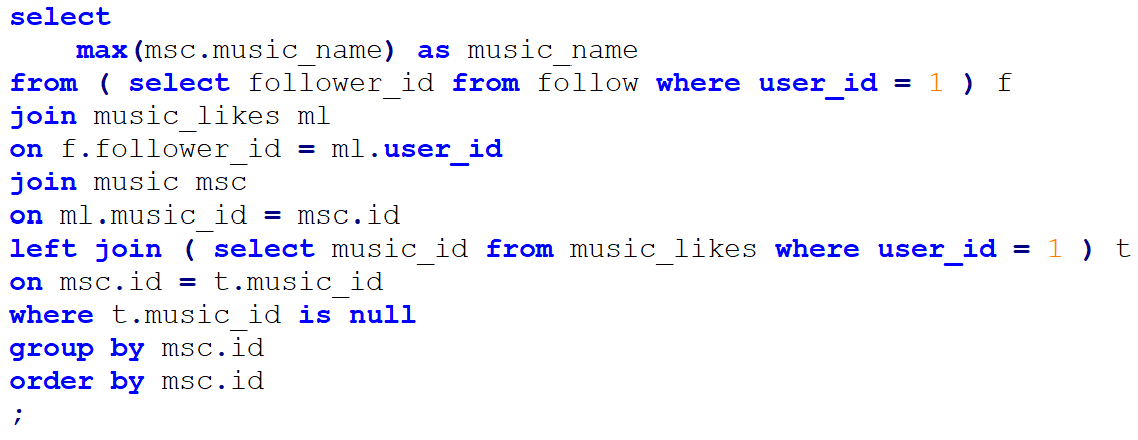 select
    max(msc.music_name) as music_name
from ( select follower_id from follow where user_id = 1 ) f
join music_likes ml
on f.follower_id = ml.user_id
join music msc
on ml.music_id = msc.id
left join ( select music_id from music_likes where user_id = 1 ) t
on msc.id = t.music_id
where t.music_id is null
group by msc.id
order by msc.id
;